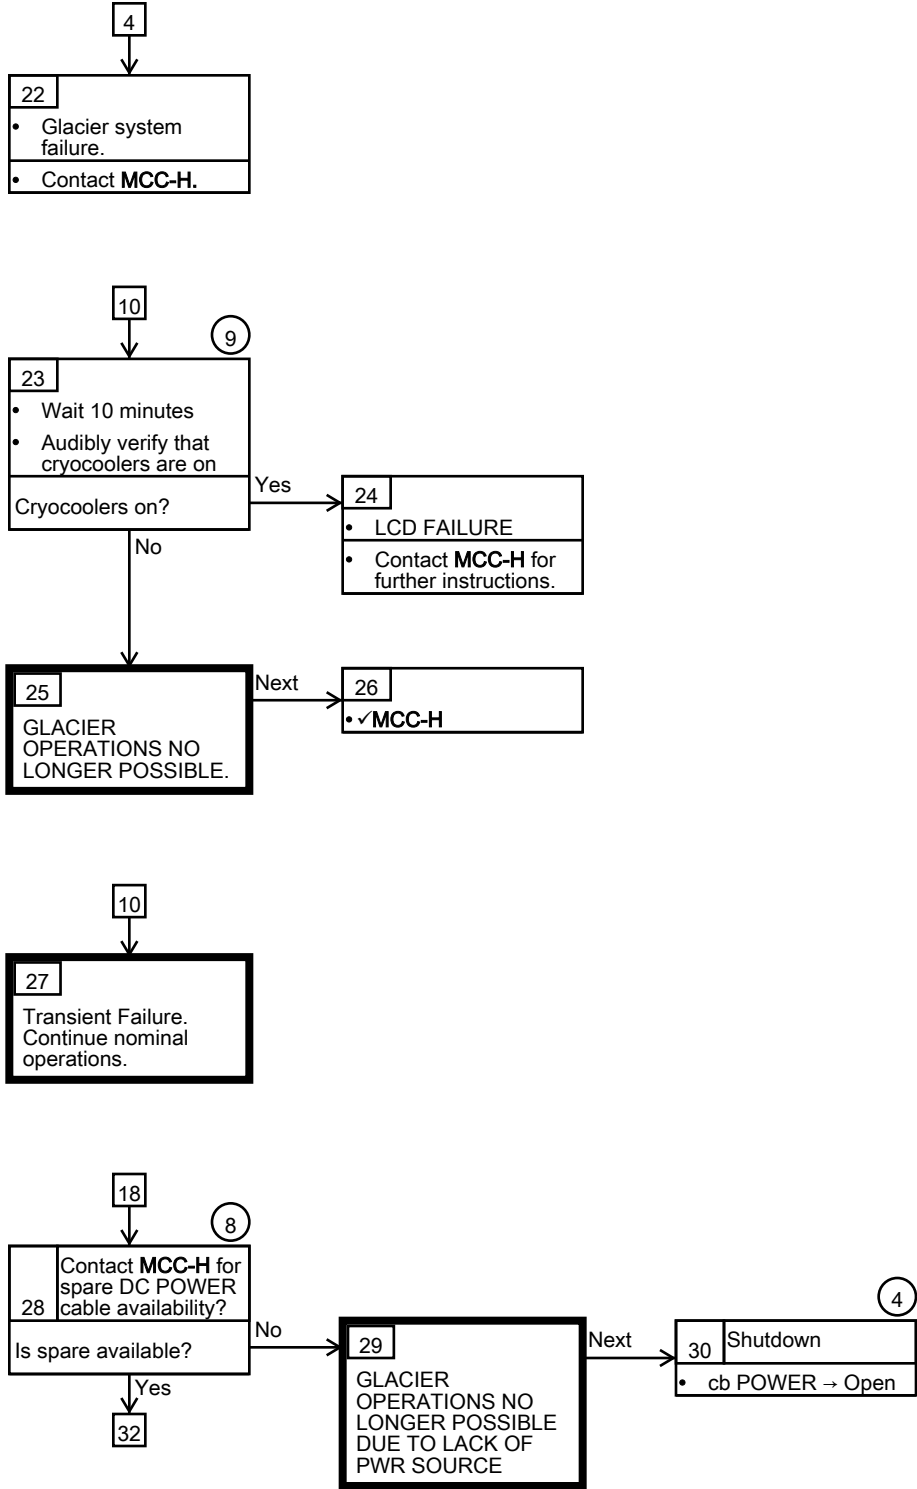 4
22
• Glacier system
failure.
• Contact MCC-H.
10
9
23
• Wait 10 minutes
• Audibly verify that
cryocoolers are on
Cryocoolers on?
Yes
No
24
• LCD FAILURE
• Contact MCC-H for
further instructions.
25
GLACIER
OPERATIONS NO
LONGER POSSIBLE.
Next
26
• ✓MCC-H
10
27
Transient Failure.
Continue nominal
operations.
18
8
28
Contact MCC-H for
spare DC POWER
cable availability?
Is spare available?
No
Yes
32
29
GLACIER
OPERATIONS NO
LONGER POSSIBLE
DUE TO LACK OF
PWR SOURCE
Next
4
30 Shutdown
• cb POWER → Open